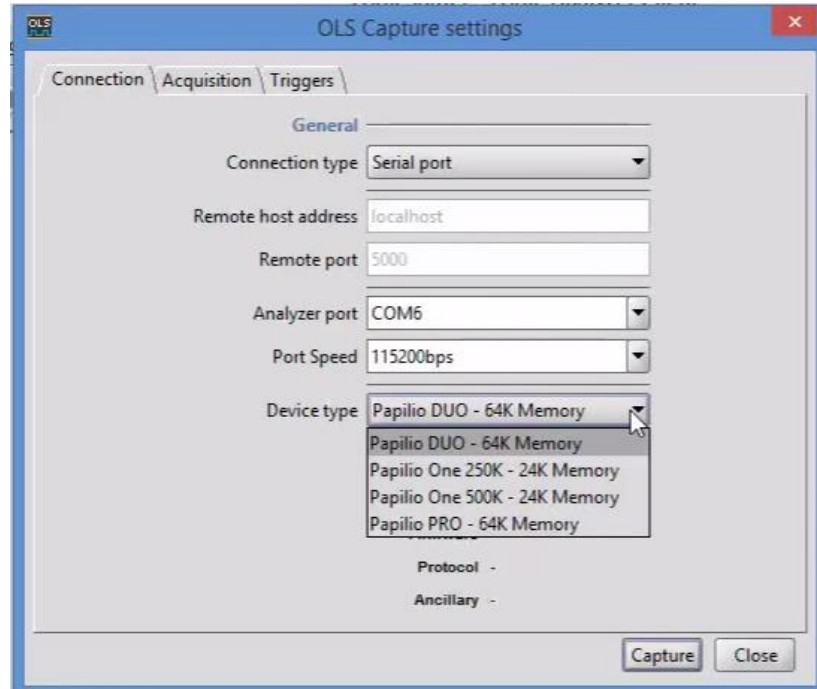 OLS
OLS Capture settings
Connection
Acquisition
Triggers
General
Connection type Serial port
Remote host address localhost
Remote port 5000
Analyzer port COM6
Port Speed 115200bps
Device type Papilio DUO - 64K Memory
Papilio DUO - 64K Memory
Papilio One 250K - 24K Memory
Papilio One 500K - 24K Memory
Papilio PRO - 64K Memory
Protocol -
Ancillary -
Capture
Close